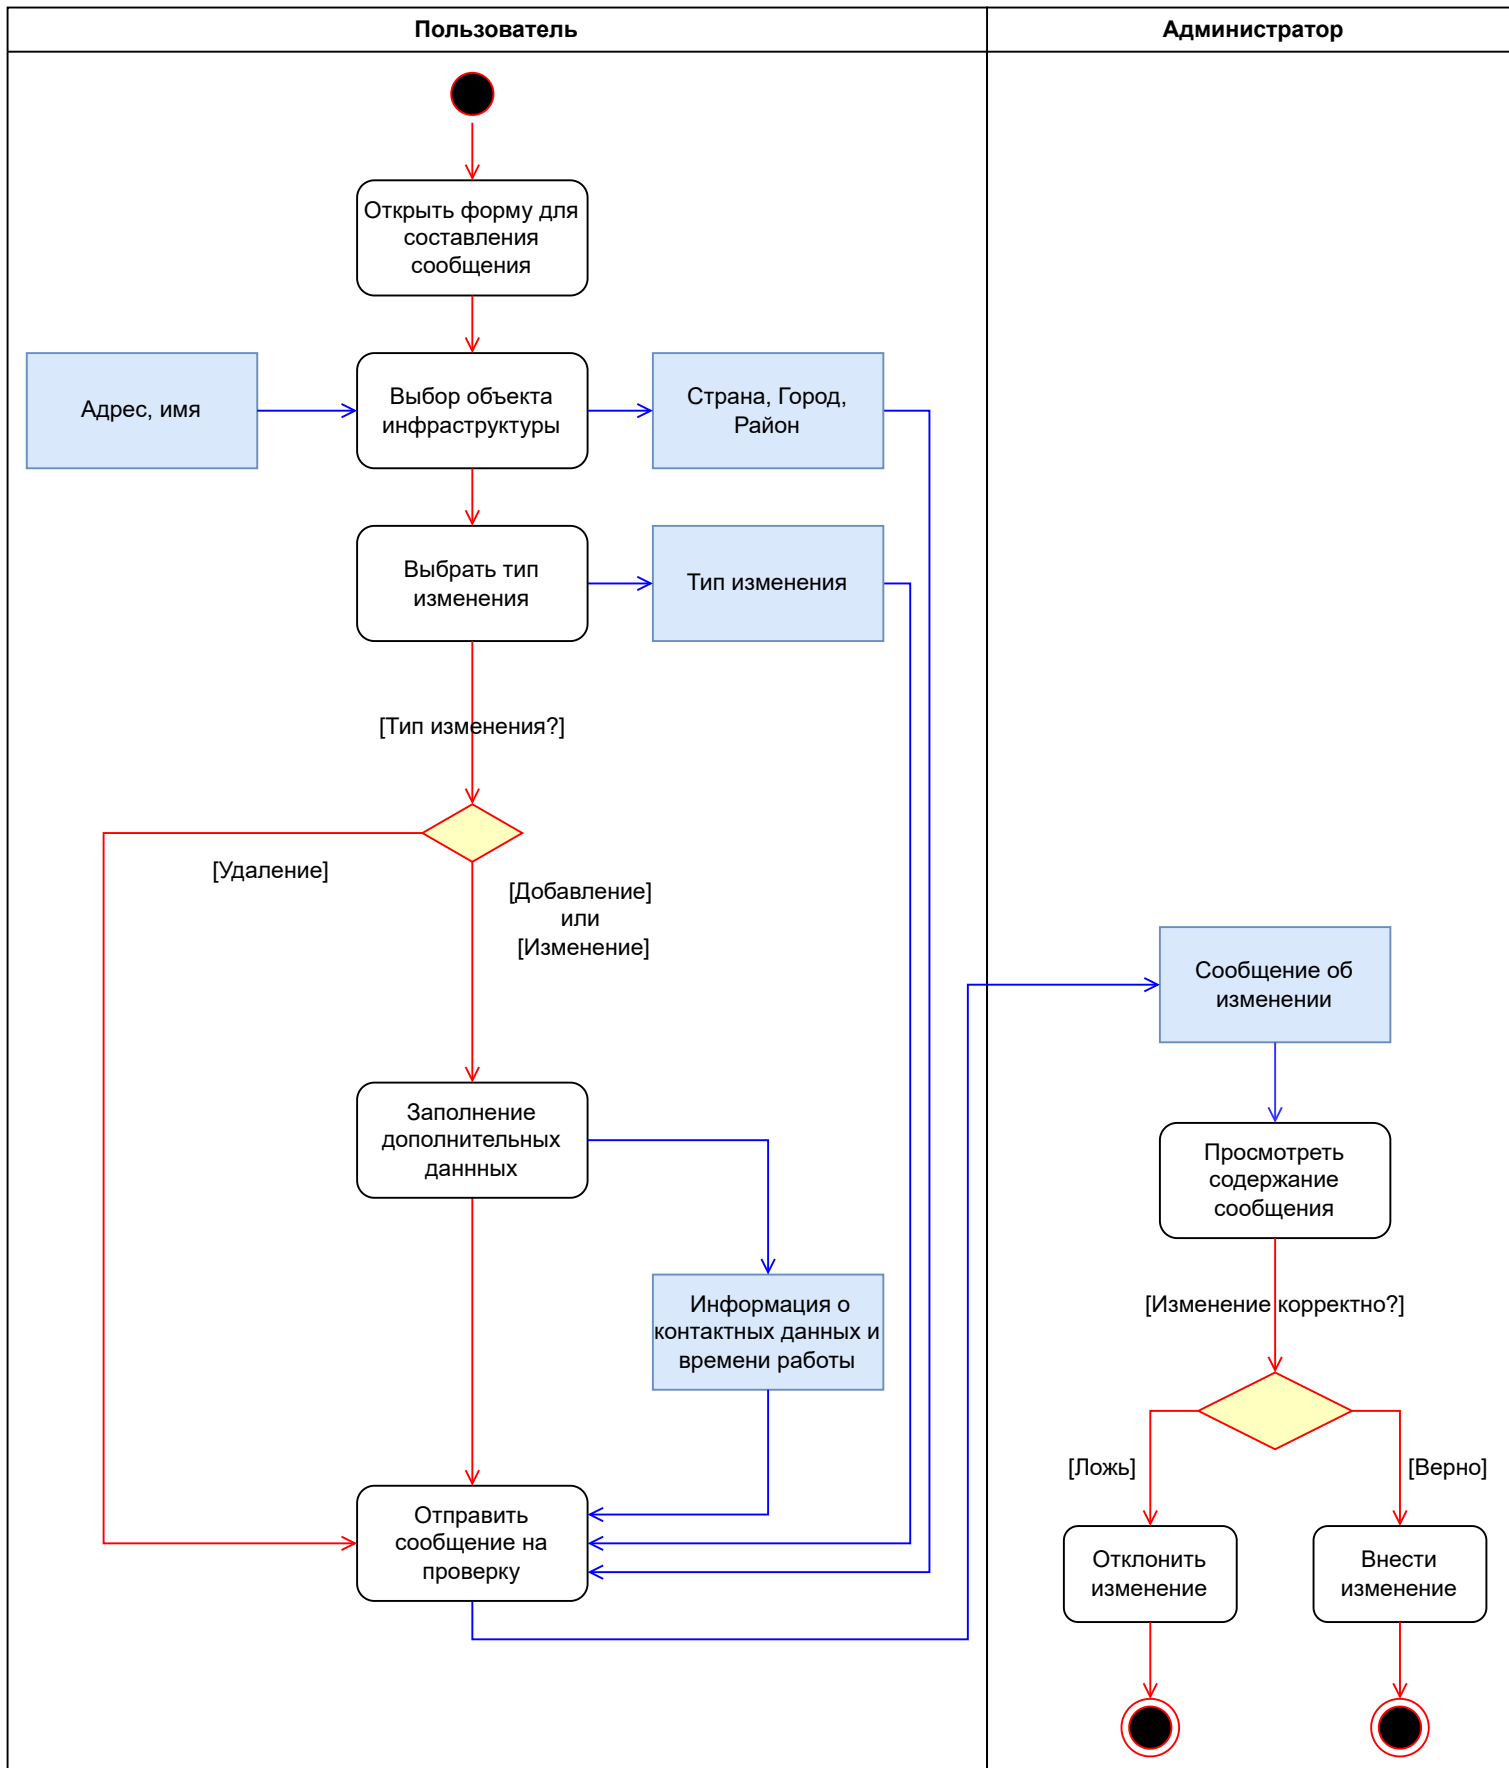 Пользователь
Администратор
Открыть форму для
составления
сообщения
Адрес, имя
Выбор объекта
инфраструктуры
Страна, Город,
Район
Выбрать тип
изменения
Тип изменения
[Тип изменения?]
[Удаление]
[Добавление]
или
[Изменение]
Сообщение об
изменении
Заполнение
дополнительных
даннных
Просмотреть
содержание
сообщения
Информация о
контактных данных и
времени работы
[Изменение корректно?]
[Ложь]
[Верно]
Отправить
сообщение на
проверку
Отклонить
изменение
Внести
изменение